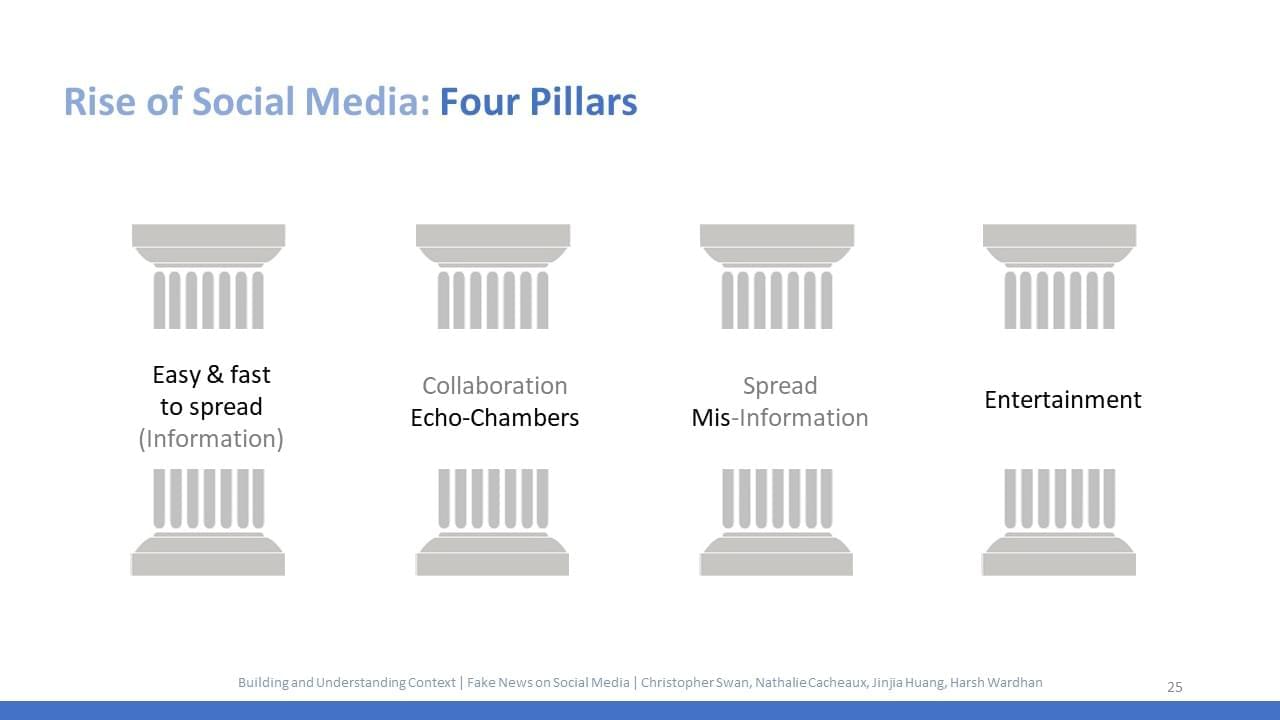 Rise of Social Media: Four Pillars
Easy & fast
to spread
(Information)
Collaboration
Echo-Chambers
Spread
Mis-Information
Entertainment
Building and Understanding Context | Fake News on Social Media | Christopher Swan, Nathalie Cacheaux, Jinjia Huang, Harsh Wardhan
25